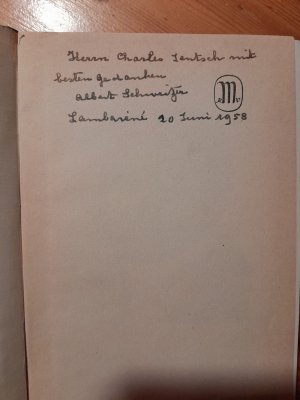 Herrn Charles Jentsch mit
besten Gedanken
Albert Schweitzer
Lambaréné 20 Juni 1958
M